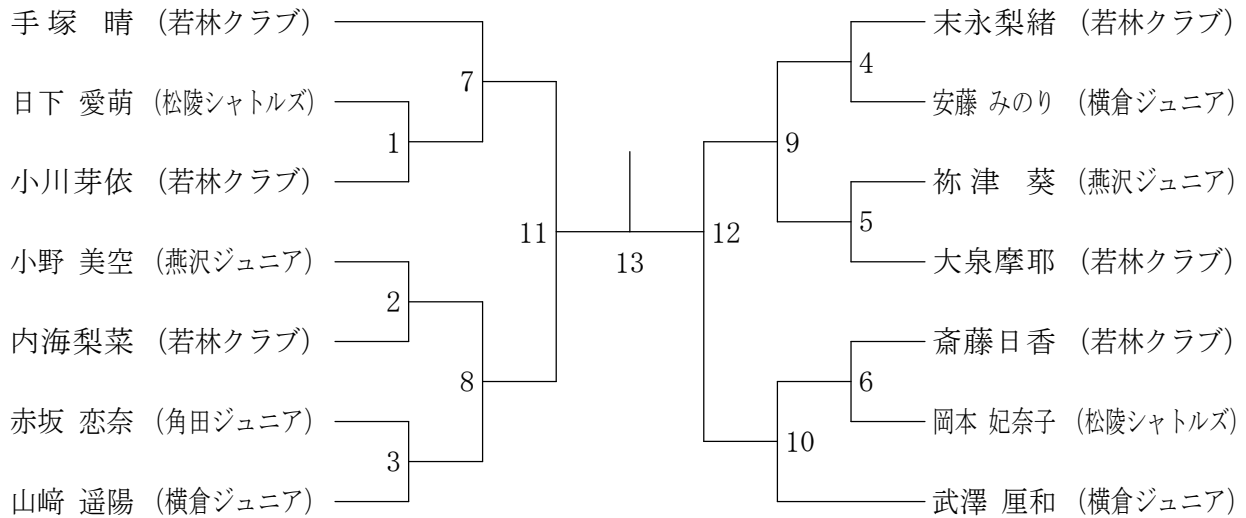 手塚 晴 (若林クラブ)
日下 愛萌 (松陵シャトルズ)
小川芽依 (若林クラブ)
小野 美空 (燕沢ジュニア)
内海梨菜 (若林クラブ)
赤坂 恋奈 (角田ジュニア)
山﨑 遥陽 (横倉ジュニア)
7
1
2
8
3
11
13
12
4
9
5
6
10
末永梨緒 (若林クラブ)
安藤 みのり (横倉ジュニア)
祢津 葵 (燕沢ジュニア)
大泉摩耶 (若林クラブ)
斎藤日香 (若林クラブ)
岡本 妃奈子 (松陵シャトルズ)
武澤 厘和 (横倉ジュニア)